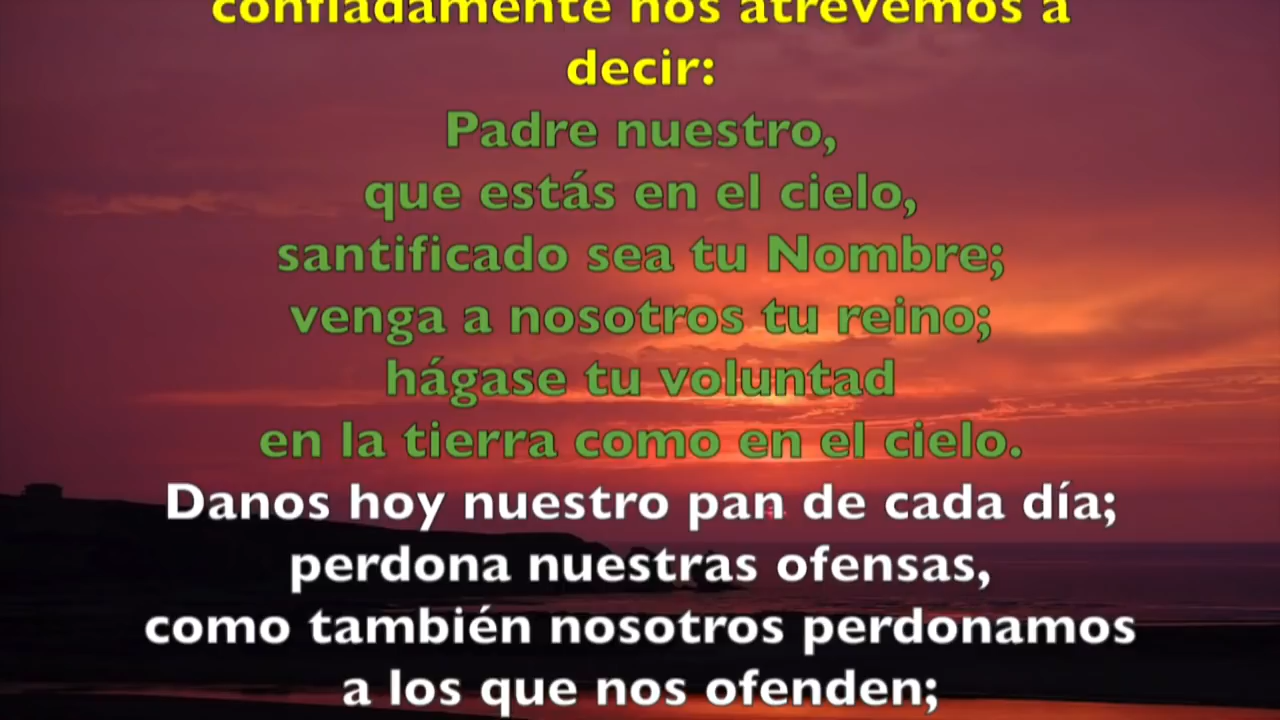 confiadamente nos atrevemos a
decir:
Padre nuestro,
que estás en el cielo,
santificado sea tu Nombre;
venga a nosotros tu reino;
hágase tu voluntad
en la tierra como en el cielo.
Danos hoy nuestro pan de cada día;
perdona nuestras ofensas,
como también nosotros perdonamos
a los que nos ofenden;